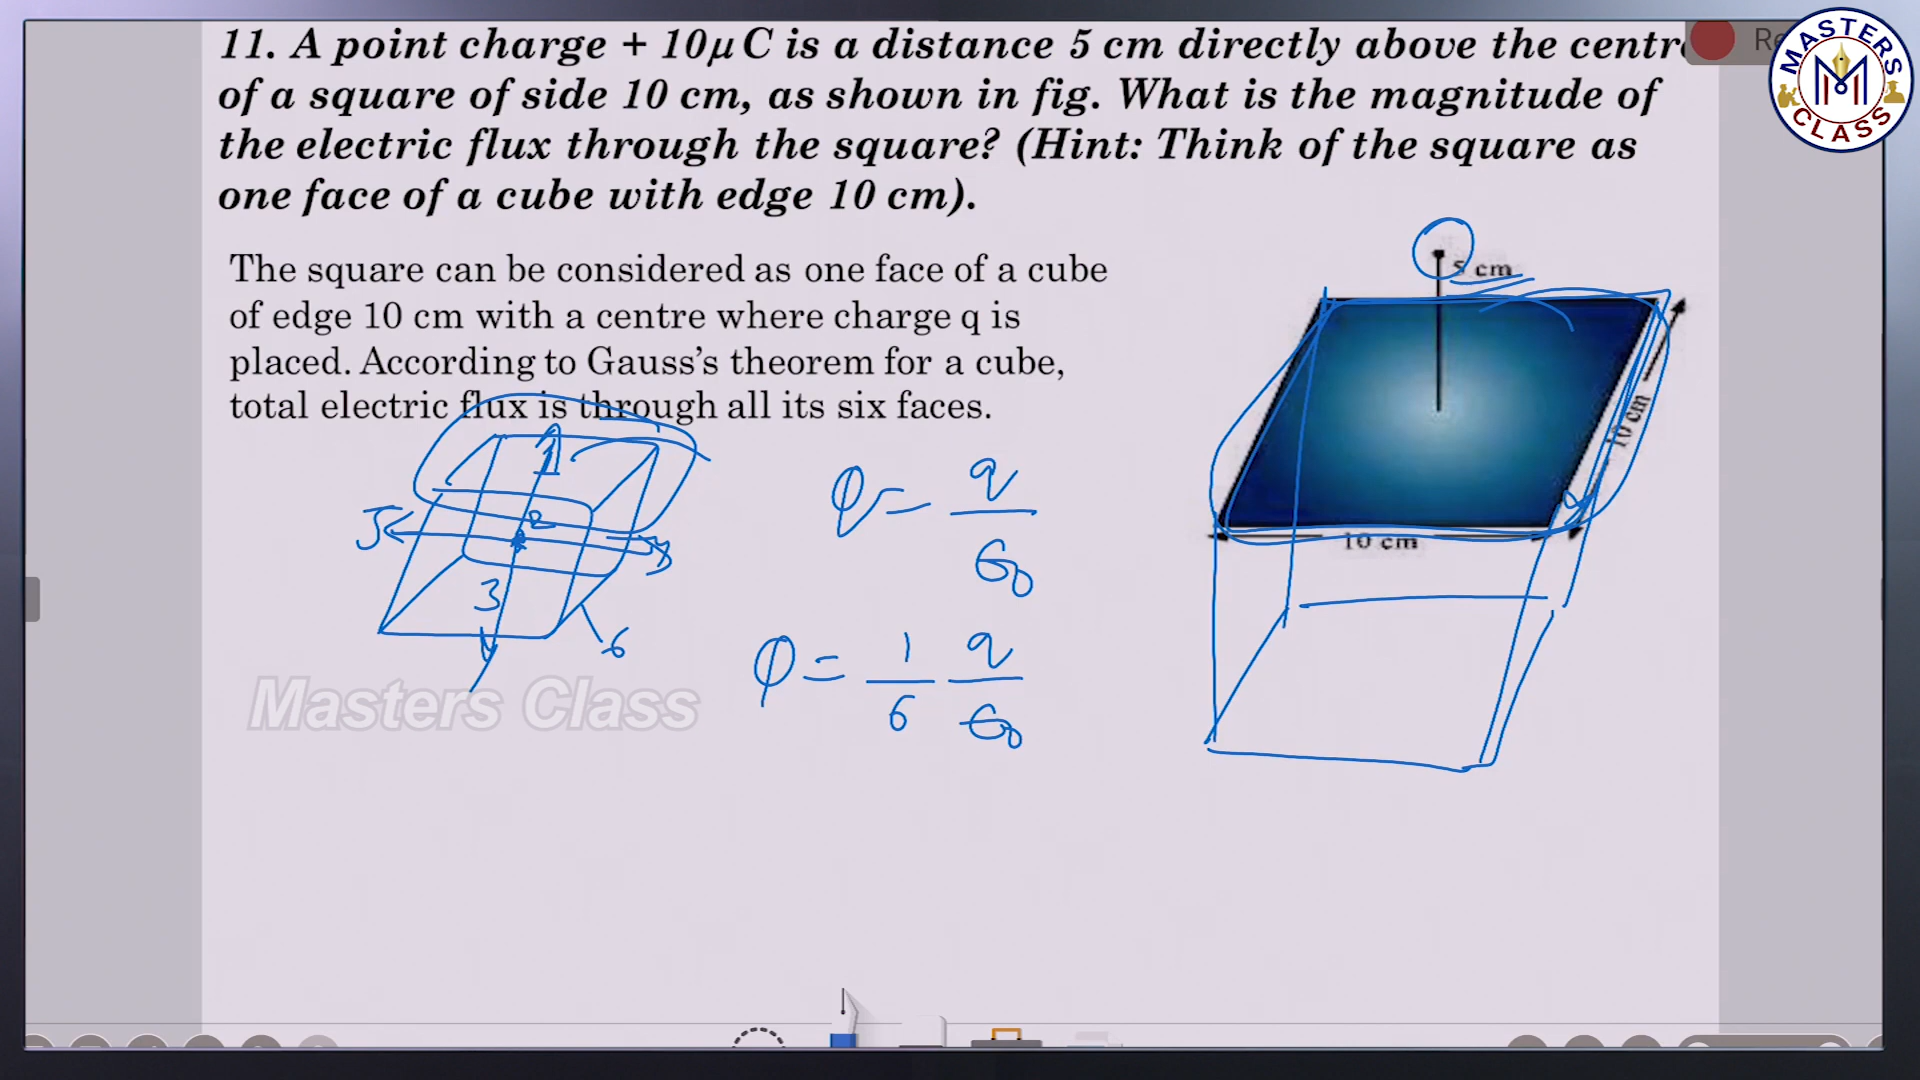 11. A point charge + 10μC is a distance 5 cm directly above the centr
of a square of side 10 cm, as shown in fig. What is the magnitude of
the electric flux through the square? (Hint: Think of the square as
one face of a cube with edge 10 cm).
The square can be considered as one face of a cube
of edge 10 cm with a centre where charge q is
placed. According to Gauss's theorem for a cube,
total electric flux is through all its six faces.
5 cm
10 cm
10 cm
1
2
5
3
3
6
φ = q / ε0
φ = 1/6 q/ε0
Masters Class
Re
MASTERS
M
CLASS